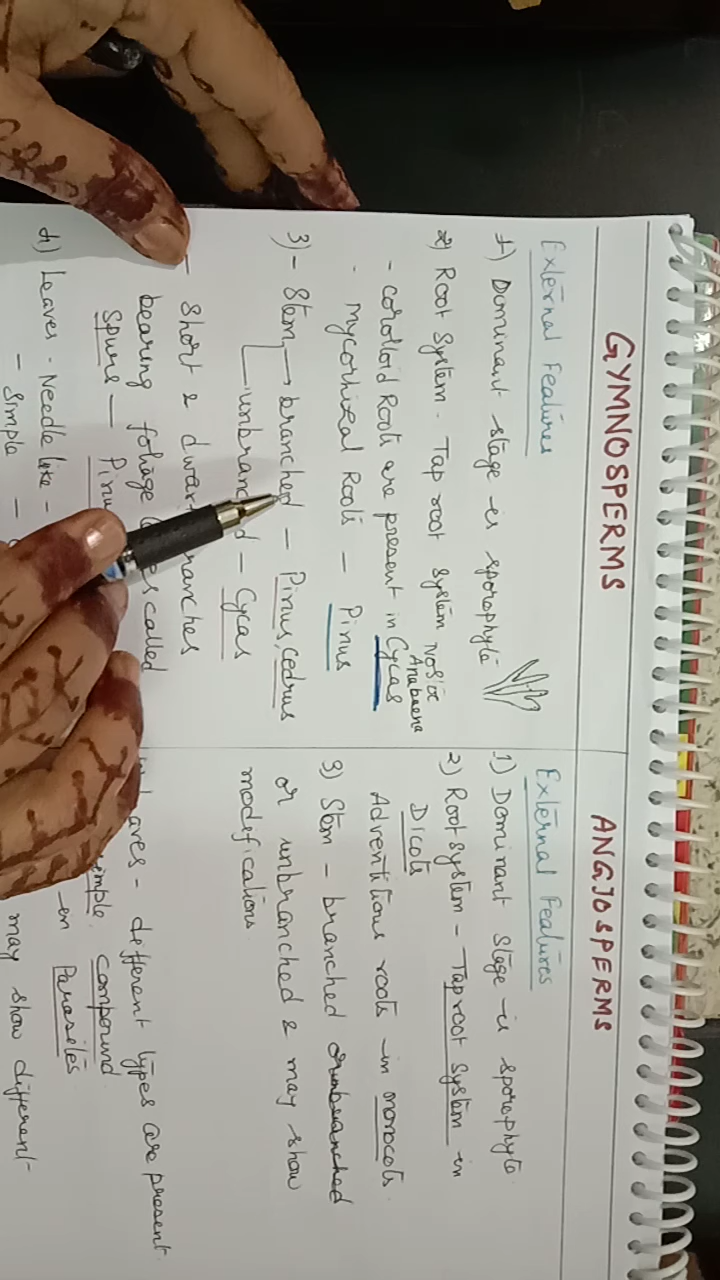 GYMNOSPERMS
External Features
1) Dominant stage is sporophyte
2) Root System - Tap root system
Nostoc
Anabaena
- corolloid Roots are present in Cycas
- Mycorhizal Roots - Pinus
3) - Stem → branched - Pinus, Cedrus
unbranched - Cycas
- Short & dwarf branches
bearing foliage called
Spurs - Pinus
4) Leaves - Needle like -
- Simple -
ANGIOSPERMS
External Features
1) Dominant Stage is sporophyte.
2) Root System - Tap root System in
Dicots
Adventitious roots in monocots.
3) Stem - branched
or unbranched & may show
modifications.
leaves - different types are present.
simple, compound.
in Parasites
may show different